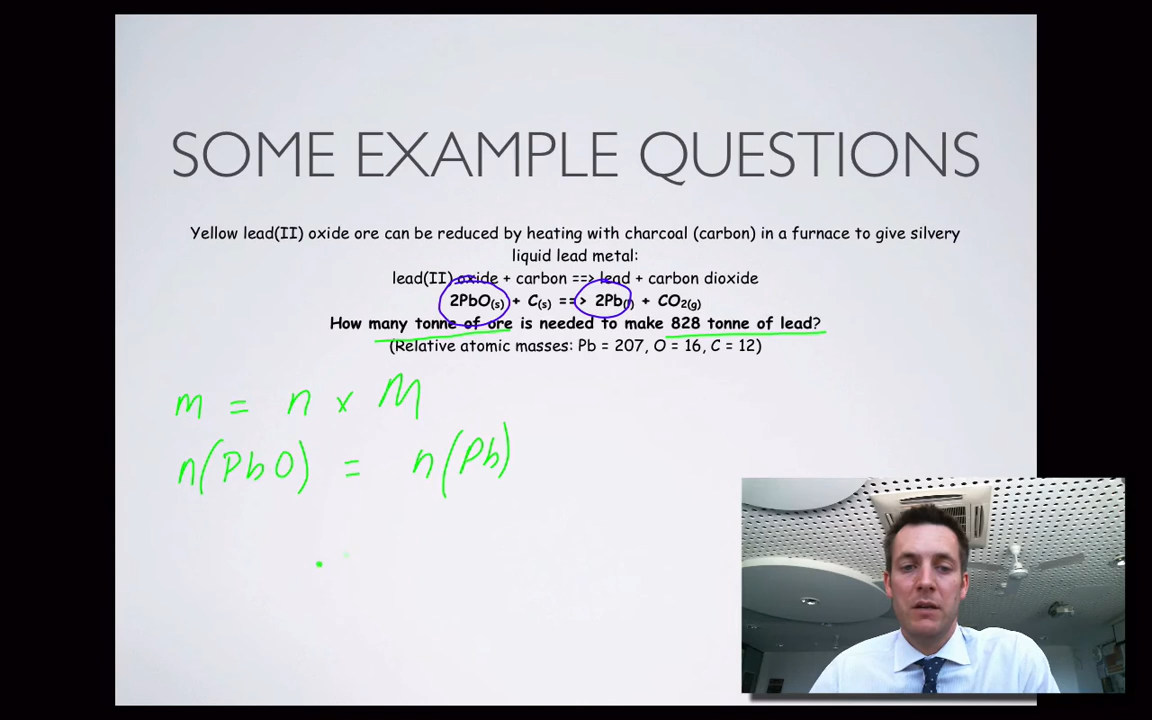 SOME EXAMPLE QUESTIONS
Yellow lead(II) oxide ore can be reduced by heating with charcoal (carbon) in a furnace to give silvery
liquid lead metal:
lead(II) oxide + carbon ==> lead + carbon dioxide
2PbO(s) + C(s) ==> 2Pb(l) + CO2(g)
How many tonne of ore is needed to make 828 tonne of lead?
(Relative atomic masses: Pb = 207, O = 16, C = 12)
m = n x M
n(PbO) = n(Pb)